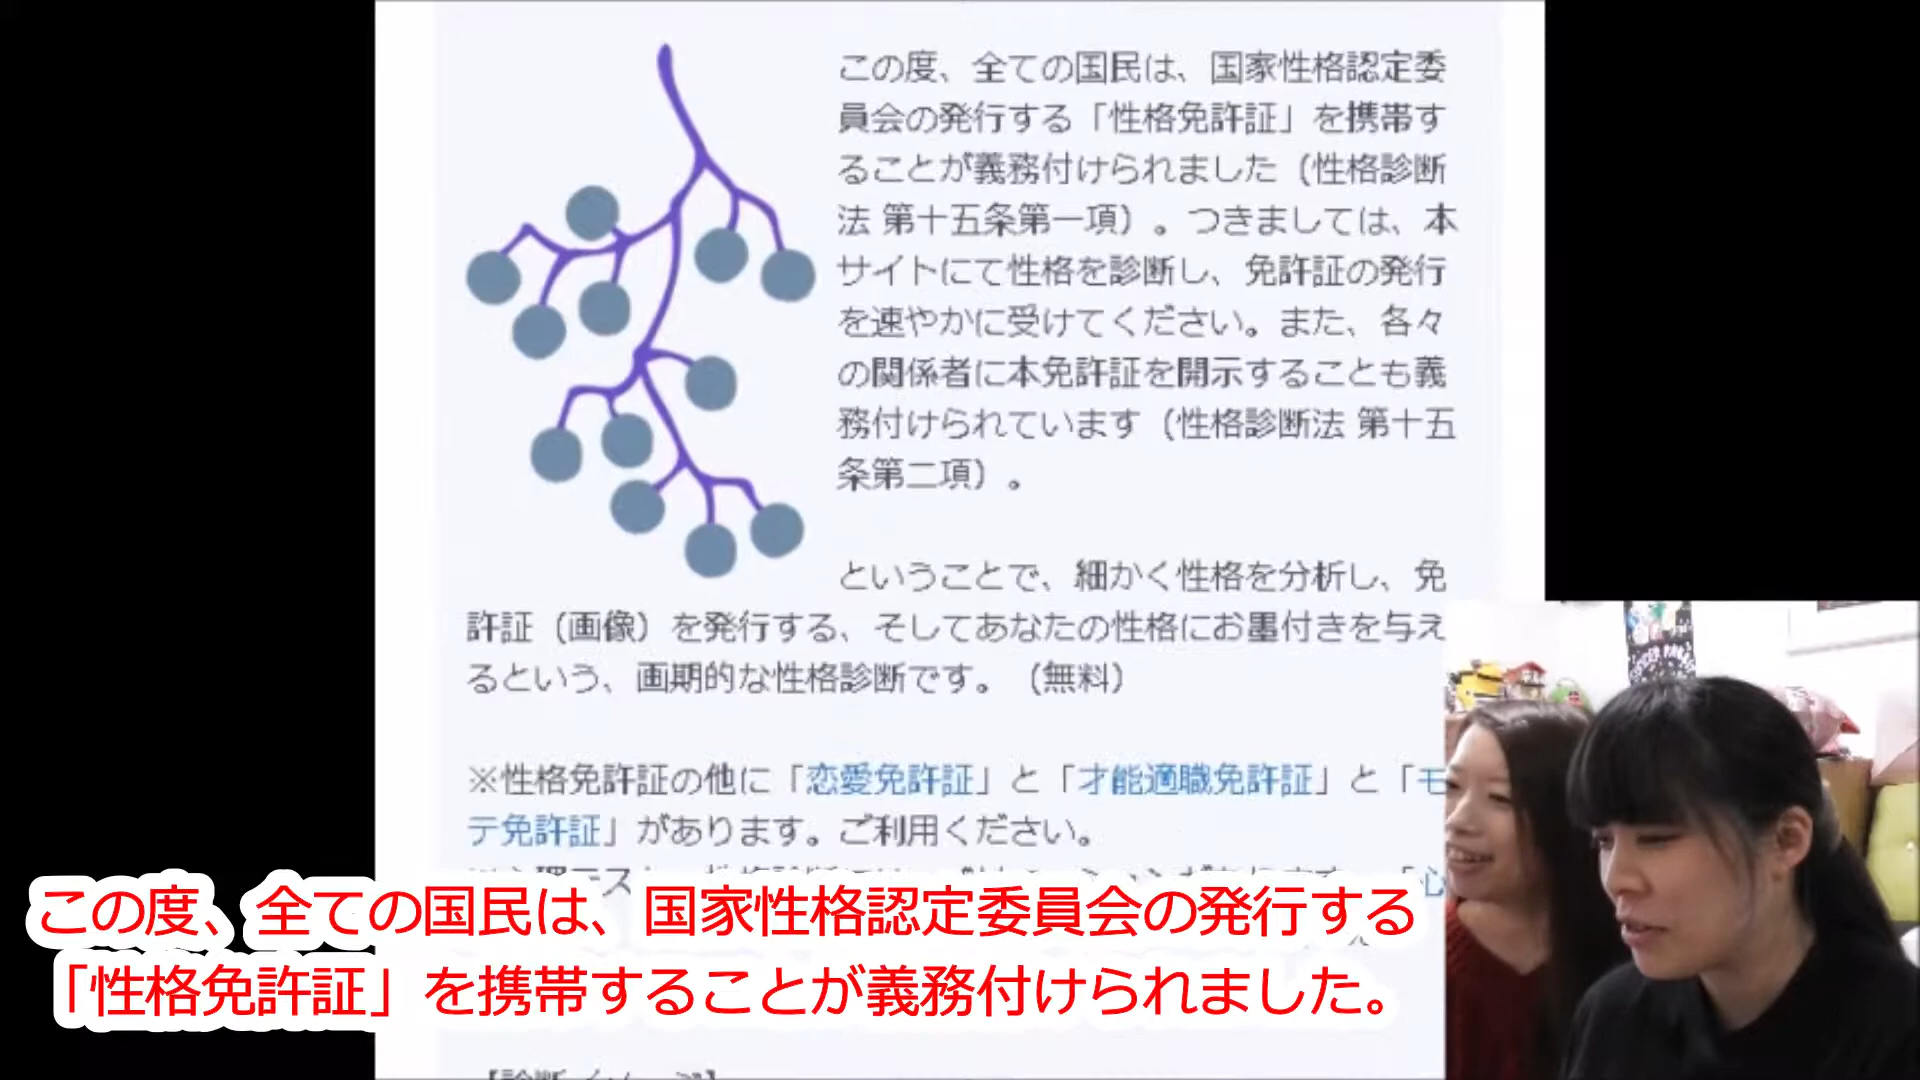 この度、全ての国民は、国家性格認定委
員会の発行する「性格免許証」を携帯す
ることが義務付けられました（性格診断
法 第十五条第一項）。つきましては、本
サイトにて性格を診断し、免許証の発行
を速やかに受けてください。また、各々
の関係者に本免許証を開示することも義
務付けられています（性格診断法 第十五
条第二項）。
ということで、細かく性格を分析し、免
許証（画像）を発行する、そしてあなたの性格にお墨付きを与え
るという、画期的な性格診断です。（無料）
※性格免許証の他に「恋愛免許証」と「才能適職免許証」と「モ
テ免許証」があります。ご利用ください。
この度、全ての国民は、国家性格認定委員会の発行する
「性格免許証」を携帯することが義務付けられました。